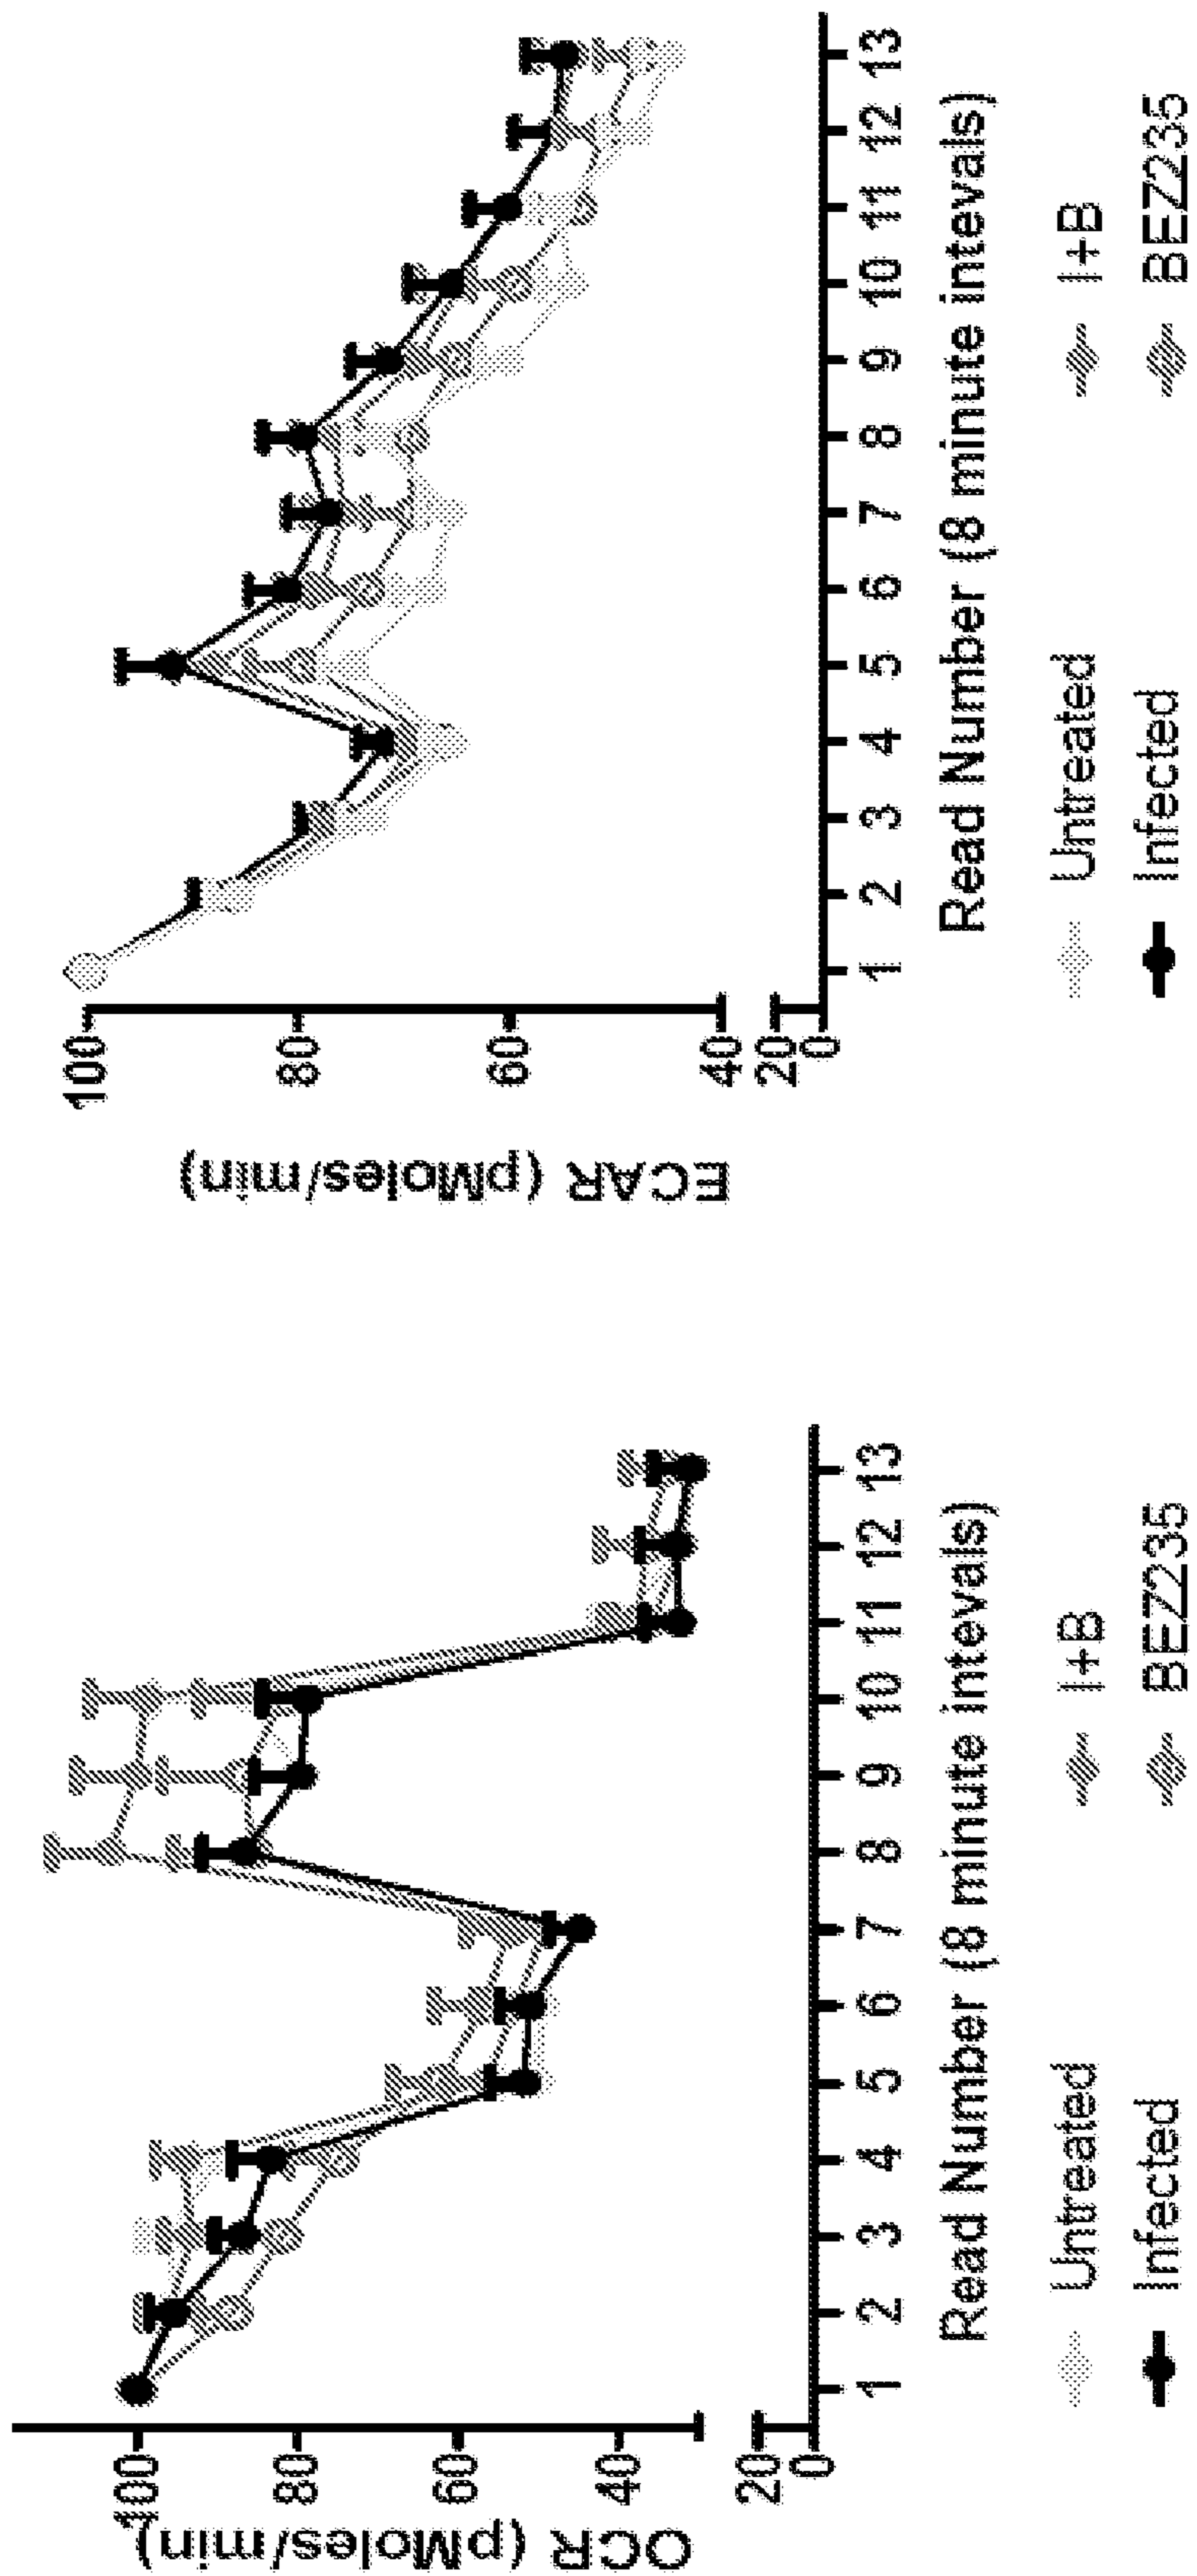 OCR (pMoles/min)
100
80
60
40
20
0
1 2 3 4 5 6 7 8 9 10 11 12 13
Read Number (8 minute intevals)
Untreated I+B
Infected BEZ235
ECAR (pMoles/min)
100
80
60
40
20
0
1 2 3 4 5 6 7 8 9 10 11 12 13
Read Number (8 minute intevals)
Untreated I+B
Infected BEZ235